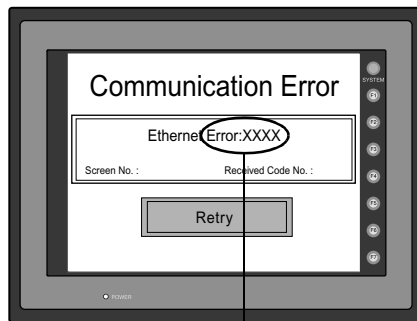 Communication Error
SYSTEM
F1
Ethernet Error:XXXX
F2
F3
Screen No. : Received Code No. :
F4
Retry
F5
F6
F7
POWER